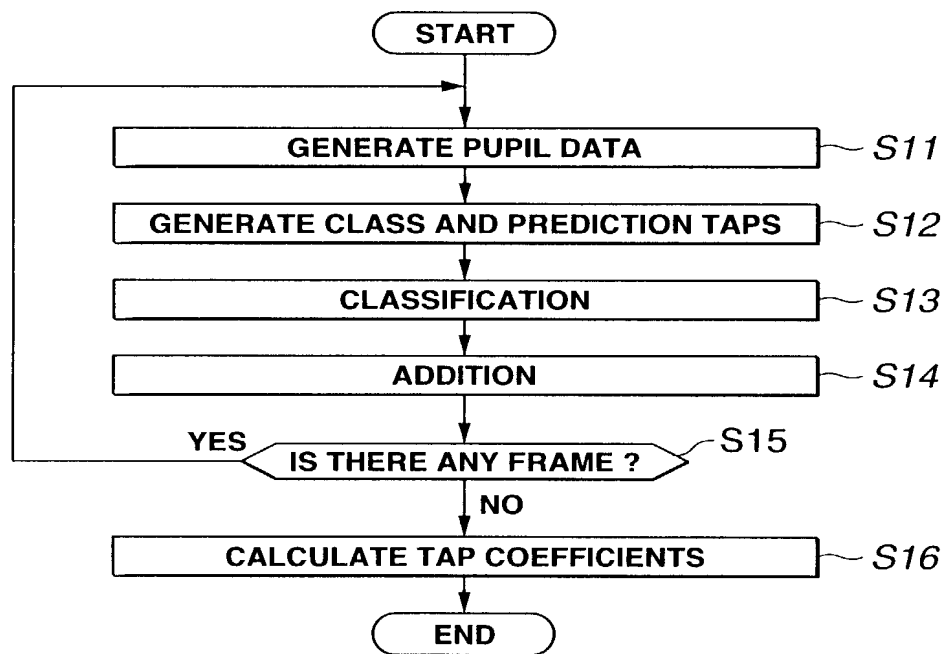 START
GENERATE PUPIL DATA
S11
GENERATE CLASS AND PREDICTION TAPS
S12
CLASSIFICATION
S13
ADDITION
S14
YES
IS THERE ANY FRAME ?
S15
NO
CALCULATE TAP COEFFICIENTS
S16
END